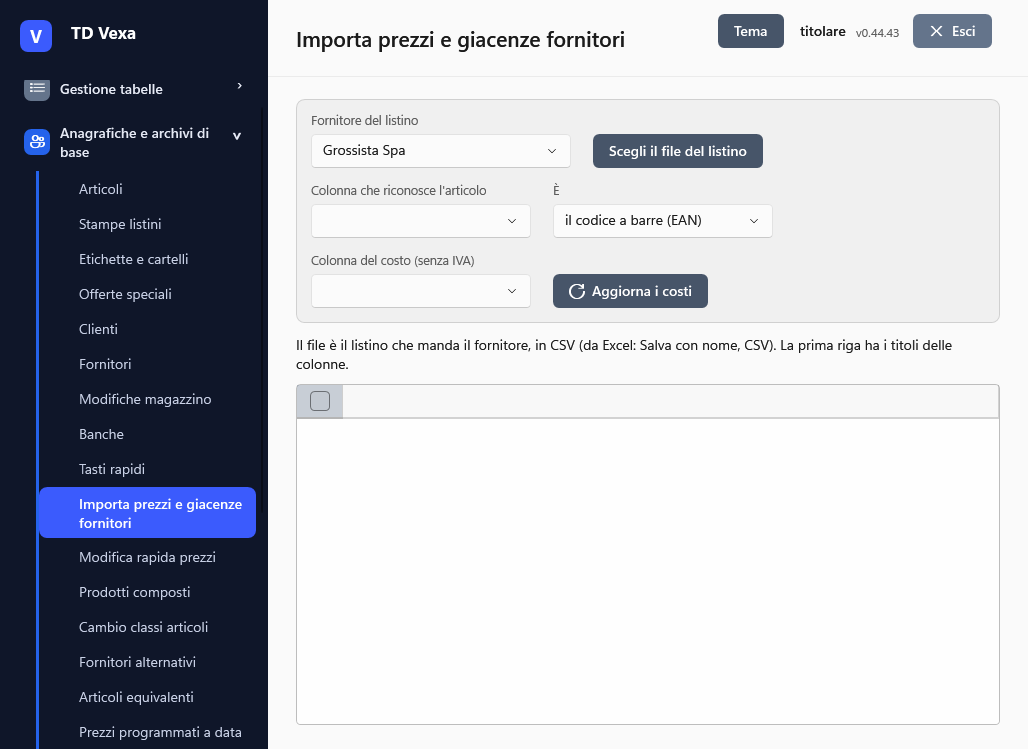 V
TD Vexa
Gestione tabelle
Anagrafiche e archivi di
base
Articoli
Stampe listini
Etichette e cartelli
Offerte speciali
Clienti
Fornitori
Modifiche magazzino
Banche
Tasti rapidi
Importa prezzi e giacenze
fornitori
Modifica rapida prezzi
Prodotti composti
Cambio classi articoli
Fornitori alternativi
Articoli equivalenti
Prezzi programmati a data
Importa prezzi e giacenze fornitori
Tema
titolare
v0.44.43
Esci
Fornitore del listino
Grossista Spa
Scegli il file del listino
Colonna che riconosce l'articolo
È
il codice a barre (EAN)
Colonna del costo (senza IVA)
Aggiorna i costi
Il file è il listino che manda il fornitore, in CSV (da Excel: Salva con nome, CSV). La prima riga ha i titoli delle
colonne.